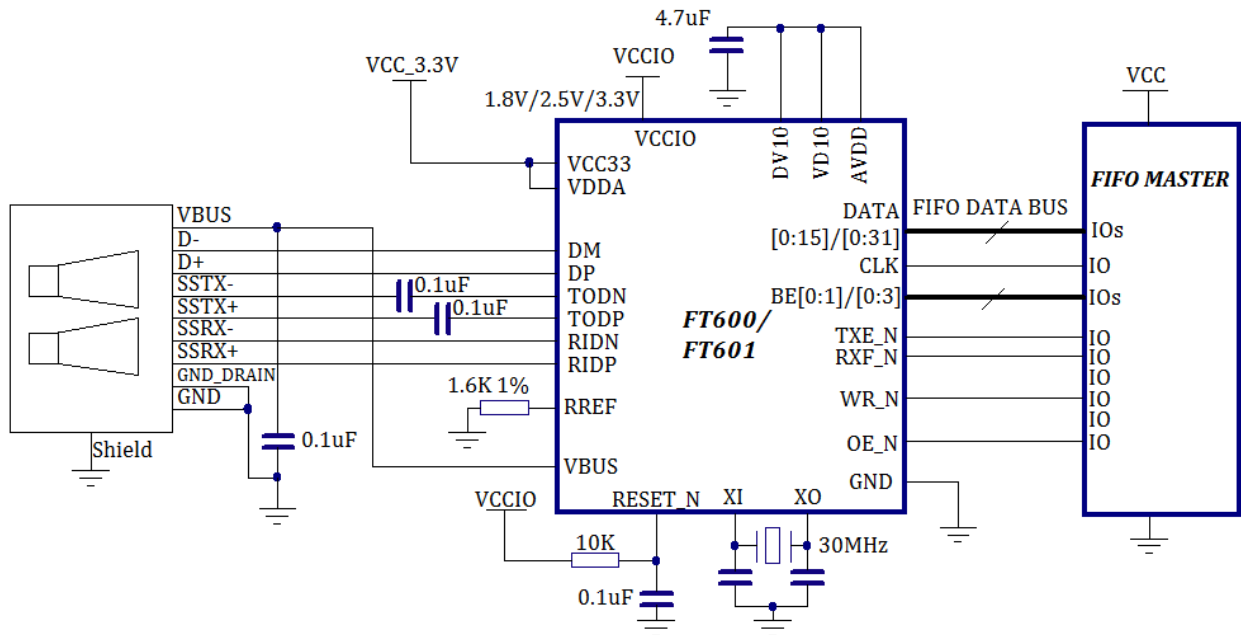 4.7uF
VCC_3.3V
VCCIO
1.8V/2.5V/3.3V
VCC
VCCIO
DV10
VD10
AVDD
VCC33
VDDA
FIFO MASTER
VBUS
D-
D+
SSTX-
SSTX+
SSRX-
SSRX+
GND_DRAIN
GND
Shield
0.1uF
0.1uF
0.1uF
DM
DP
TODN
TODP
RIDN
RIDP
1.6K 1%
RREF
VBUS
FT600/
FT601
DATA
[0:15]/[0:31]
CLK
BE[0:1]/[0:3]
TXE_N
RXF_N
WR_N
OE_N
GND
FIFO DATA BUS
IOs
IO
IOs
IO
IO
IO
IO
IO
IO
VCCIO
RESET_N
XI
XO
10K
30MHz
0.1uF